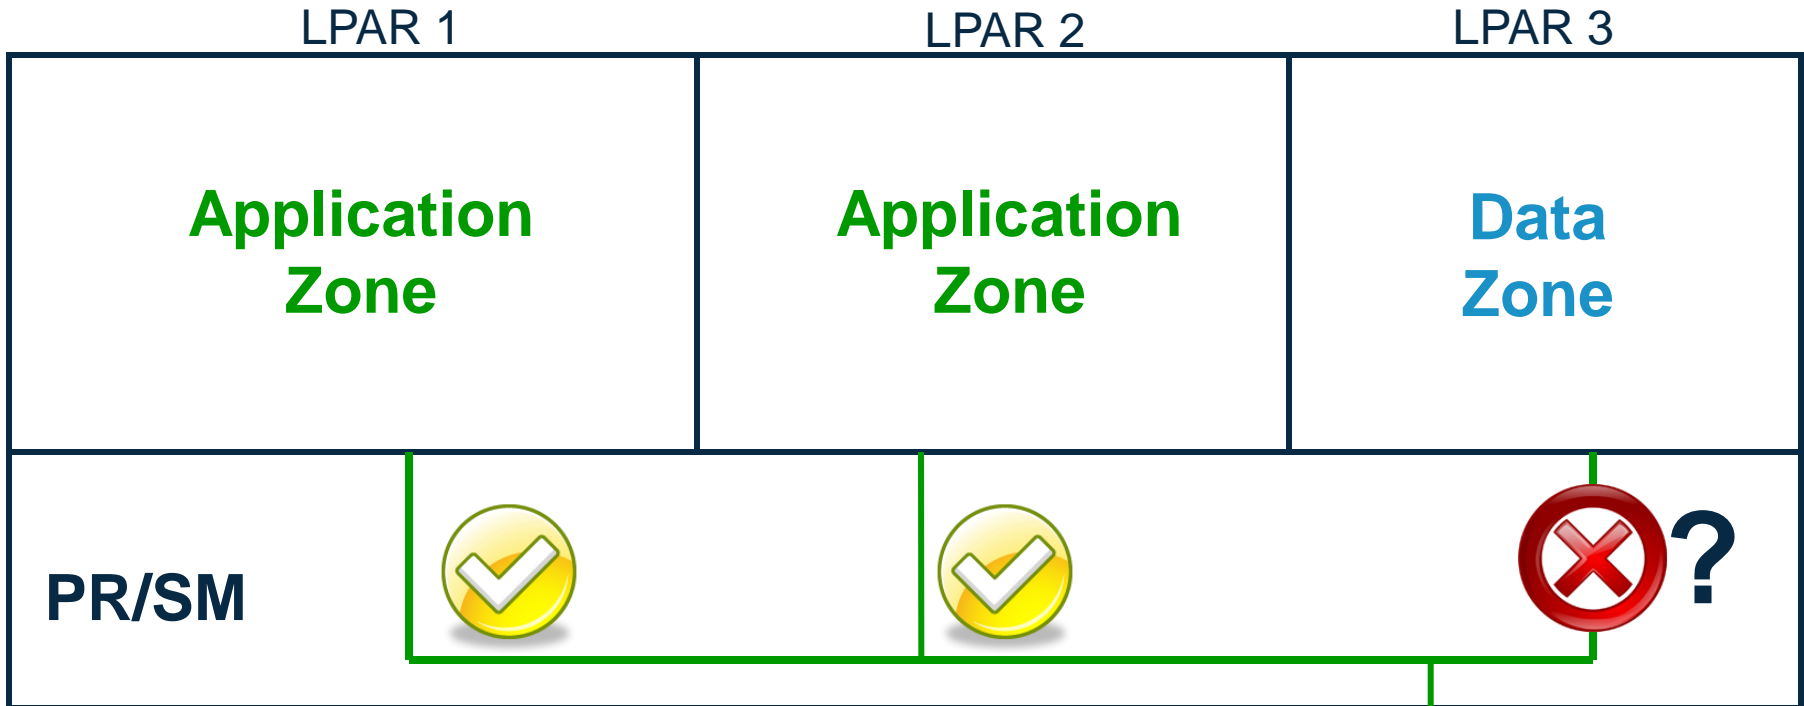 LPAR 1
LPAR 2
LPAR 3
Application
Zone
Application
Zone
Data
Zone
PR/SM
?